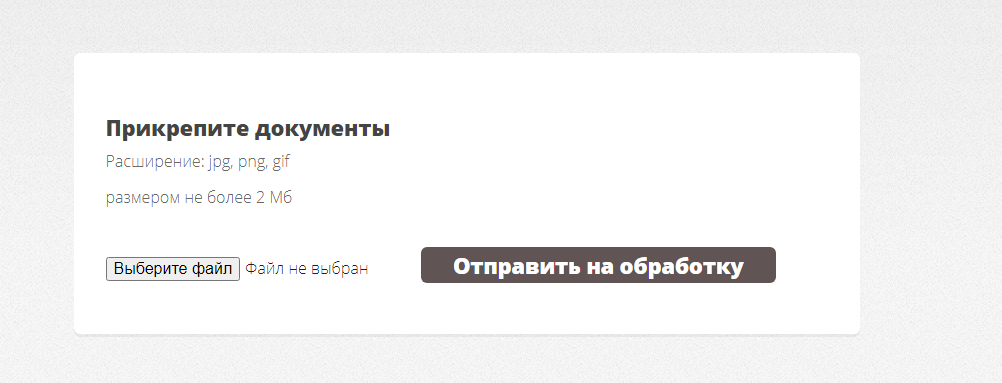 Прикрепите документы
Расширение: jpg, png, gif
размером не более 2 Мб
Выберите файл Файл не выбран
Отправить на обработку